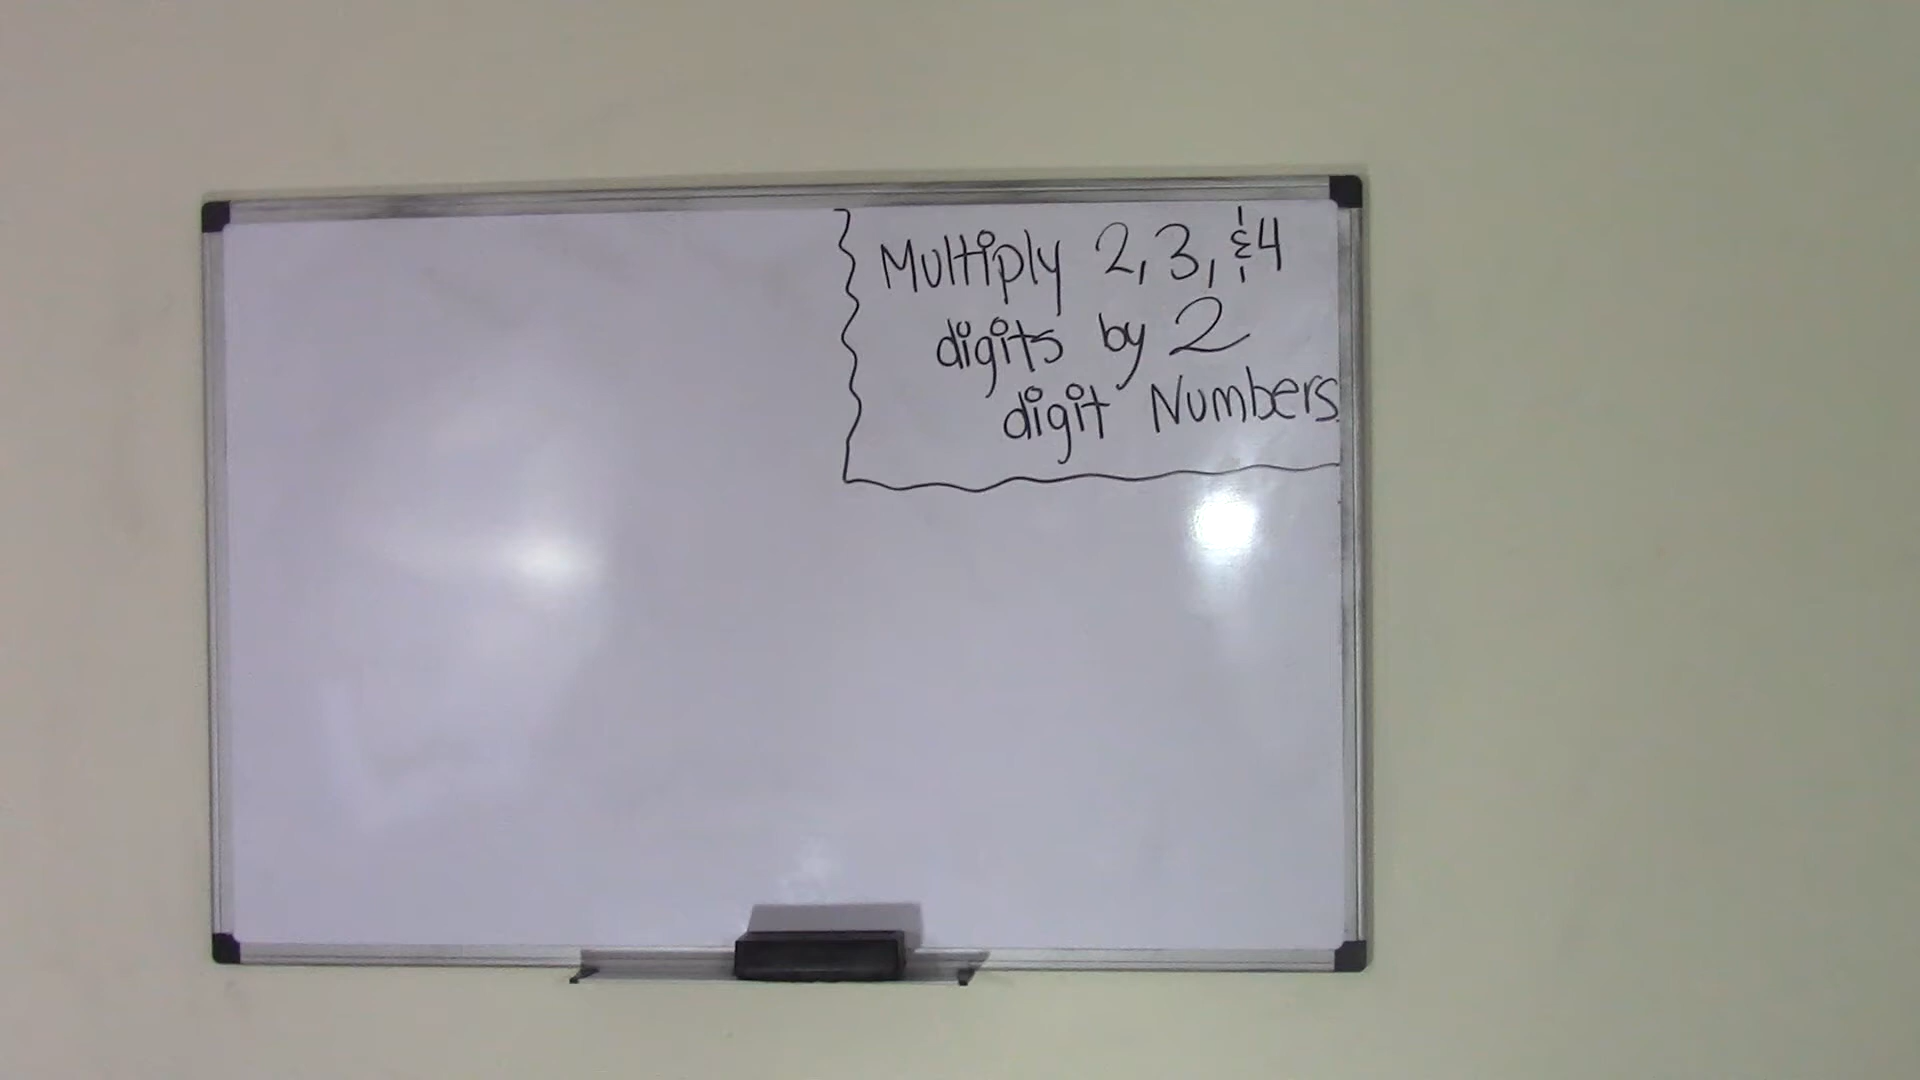 Multiply 2, 3, & 4
digits by 2
digit Numbers.